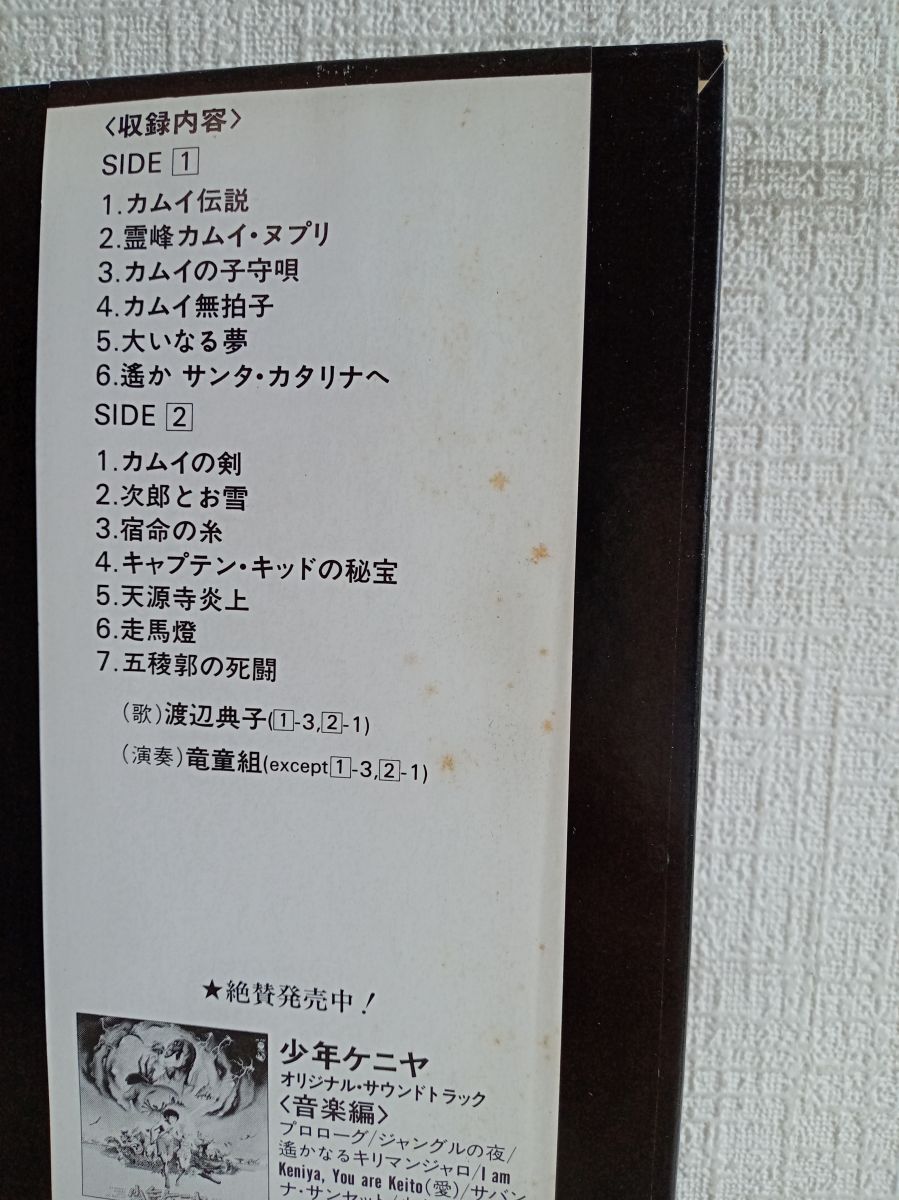 〈収録内容〉
SIDE 1
1.カムイ伝説
2.霊峰カムイ・ヌプリ
3.カムイの子守唄
4.カムイ無拍子
5.大いなる夢
6.遙か サンタ・カタリナへ
SIDE 2
1.カムイの剣
2.次郎とお雪
3.宿命の糸
4.キャプテン・キッドの秘宝
5.天源寺炎上
6.走馬燈
7.五稜郭の死闘
(歌)渡辺典子(1-3,2-1)
(演奏)竜童組(except1-3,2-1)
★絶賛発売中!
少年ケニヤ
オリジナル・サウンドトラック
〈音楽編〉
プロローグ/ジャングルの夜/
遙かなるキリマンジャロ/I am
Keniya, You are Keito(愛)/サバン
ナ・サンセット/